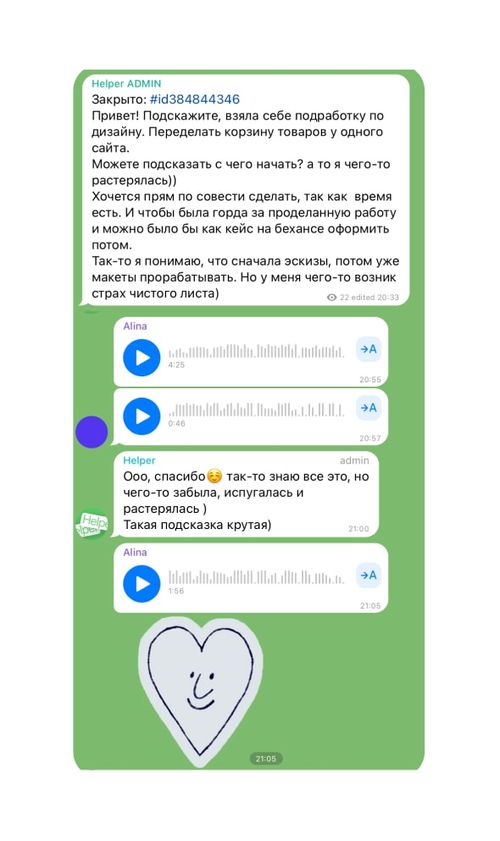 Helper ADMIN
Закрыто: #id384844346
Привет! Подскажите, взяла себе подработку по
дизайну. Переделать корзину товаров у одного
сайта.
Можете подсказать с чего начать? а то я чего-то
растерялась))
Хочется прям по совести сделать, так как время
есть. И чтобы была горда за проделанную работу
и можно было бы как кейс на бехансе оформить
потом.
Так-то я понимаю, что сначала эскизы, потом уже
макеты прорабатывать. Но у меня чего-то возник
страх чистого листа)
22 edited 20:33
Alina
→A
4:25
20:55
→A
0:46
20:57
Helper admin
Ооо, спасибо☺️ так-то знаю все это, но
чего-то забыла, испугалась и
растерялась )
Такая подсказка крутая)
21:00
Helpe
Alina
→A
1:56
21:05
21:05